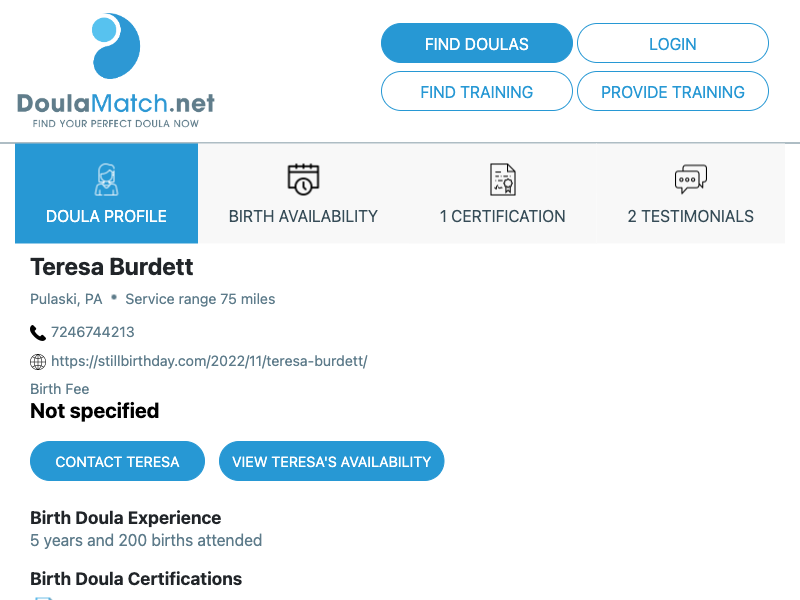 DoulaMatch.net
FIND YOUR PERFECT DOULA NOW
FIND DOULAS
LOGIN
FIND TRAINING
PROVIDE TRAINING
DOULA PROFILE
BIRTH AVAILABILITY
1 CERTIFICATION
2 TESTIMONIALS
Teresa Burdett
Pulaski, PA • Service range 75 miles
7246744213
https://stillbirthday.com/2022/11/teresa-burdett/
Birth Fee
Not specified
CONTACT TERESA
VIEW TERESA'S AVAILABILITY
Birth Doula Experience
5 years and 200 births attended
Birth Doula Certifications